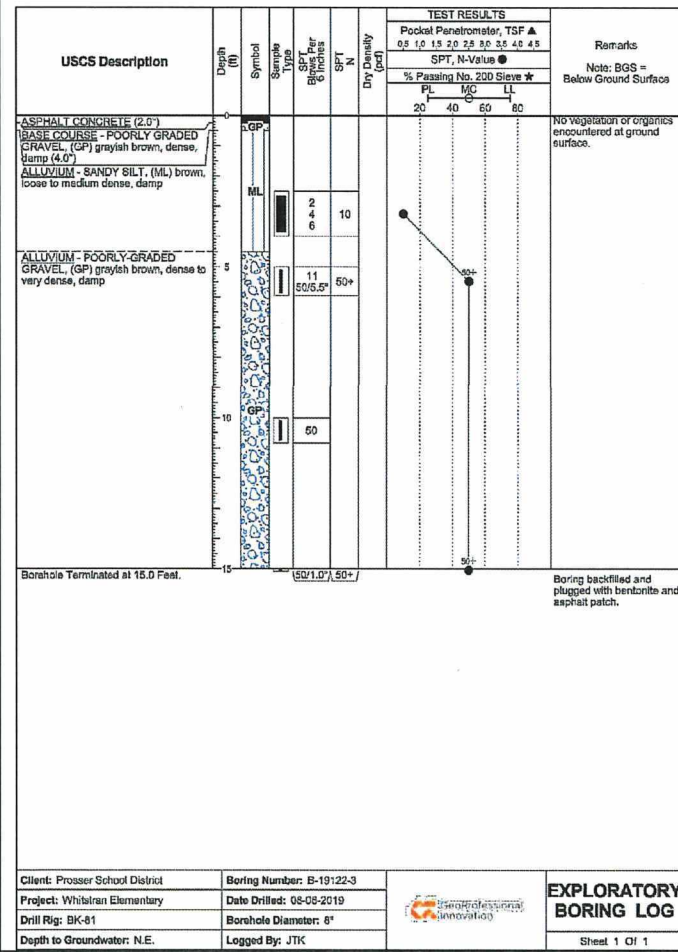 USCS Description
Depth (ft)
Symbol
Sample Type
SPT Blows Per 6 Inches
SPT N
Dry Density (pcf)
TEST RESULTS
Pocket Penetrometer, TSF ▲
0.5 1.0 1.5 2.0 2.5 3.0 3.5 4.0 4.5
SPT, N-Value ●
% Passing No. 200 Sieve ★
PL MC LL
20 40 60 80
Remarks
Note: BGS =
Below Ground Surface
0
ASPHALT CONCRETE (2.0")
BASE COURSE - POORLY GRADED
GRAVEL, (GP) grayish brown, dense,
damp (4.0")
ALLUVIUM - SANDY SILT, (ML) brown,
loose to medium dense, damp
GP
ML
2
4
6
10
No vegetation or organics
encountered at ground
surface.
ALLUVIUM - POORLY-GRADED
GRAVEL, (GP) grayish brown, dense to
very dense, damp
5
11
50/5.5"
50+
50+
10
GP
50
15
Borehole Terminated at 15.0 Feet.
50/1.0"
50+
50+
Boring backfilled and
plugged with bentonite and
asphalt patch.
Client: Prosser School District
Boring Number: B-19122-3
Project: Whitstran Elementary
Date Drilled: 08-08-2019
Drill Rig: BK-81
Borehole Diameter: 8"
Depth to Groundwater: N.E.
Logged By: JTK
GeoProfessional
Innovation
EXPLORATORY
BORING LOG
Sheet 1 Of 1